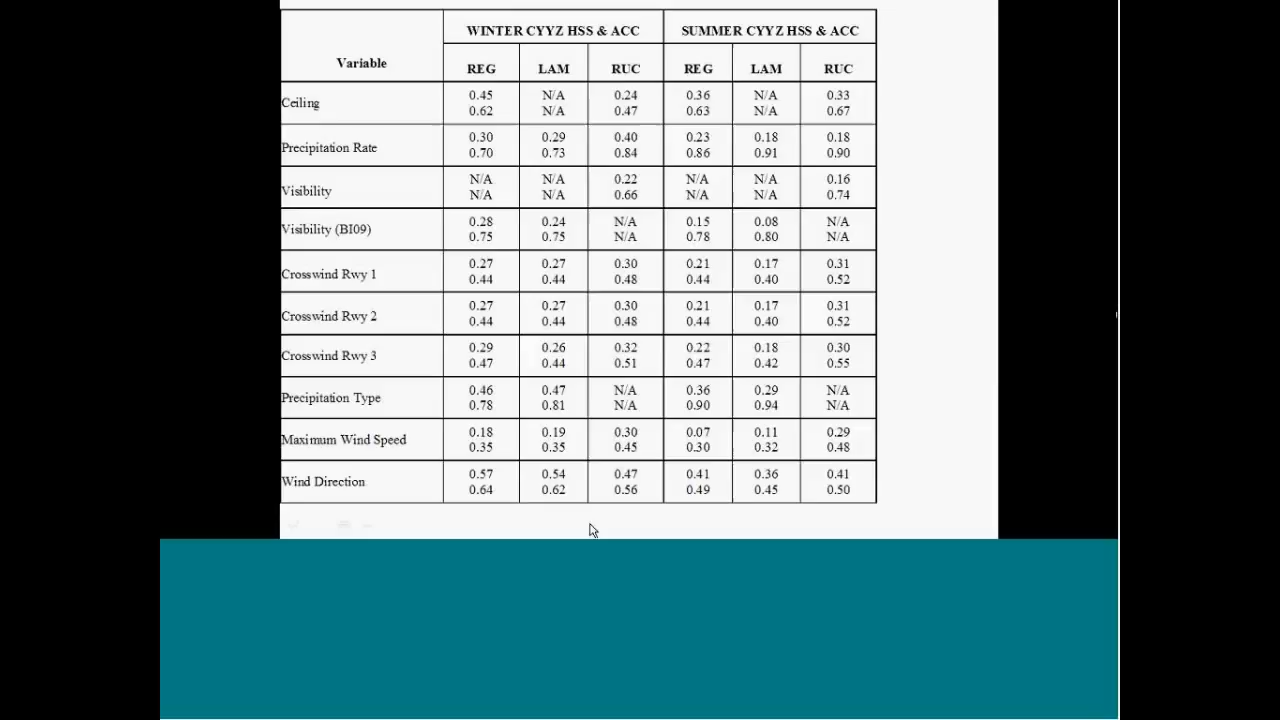 WINTER CYYZ HSS & ACC SUMMER CYYZ HSS & ACC
Variable REG LAM RUC REG LAM RUC
Ceiling 0.45 N/A 0.24 0.36 N/A 0.33
0.62 N/A 0.47 0.63 N/A 0.67
Precipitation Rate 0.30 0.29 0.40 0.23 0.18 0.18
0.70 0.73 0.84 0.86 0.91 0.90
Visibility N/A N/A 0.22 N/A N/A 0.16
N/A N/A 0.66 N/A N/A 0.74
Visibility (BI09) 0.28 0.24 N/A 0.15 0.08 N/A
0.75 0.75 N/A 0.78 0.80 N/A
Crosswind Rwy 1 0.27 0.27 0.30 0.21 0.17 0.31
0.44 0.44 0.48 0.44 0.40 0.52
Crosswind Rwy 2 0.27 0.27 0.30 0.21 0.17 0.31
0.44 0.44 0.48 0.44 0.40 0.52
Crosswind Rwy 3 0.29 0.26 0.32 0.22 0.18 0.30
0.47 0.44 0.51 0.47 0.42 0.55
Precipitation Type 0.46 0.47 N/A 0.36 0.29 N/A
0.78 0.81 N/A 0.90 0.94 N/A
Maximum Wind Speed 0.18 0.19 0.30 0.07 0.11 0.29
0.35 0.35 0.45 0.30 0.32 0.48
Wind Direction 0.57 0.54 0.47 0.41 0.36 0.41
0.64 0.62 0.56 0.49 0.45 0.50